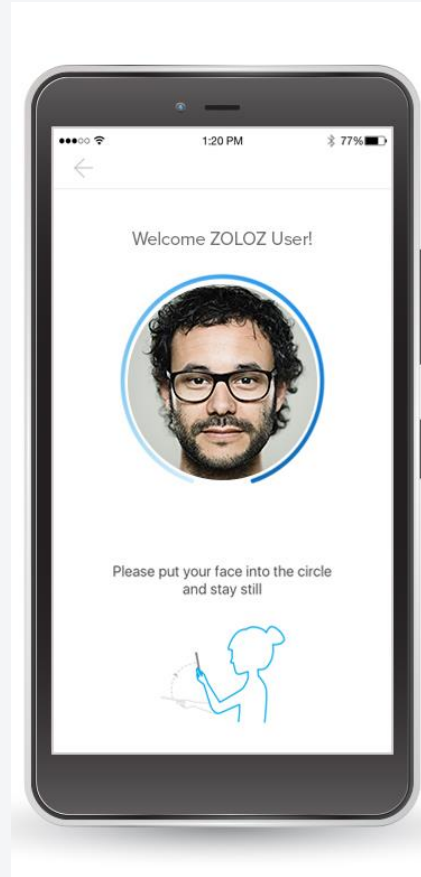 1:20 PM 77%
Welcome ZOLOZ User!
Please put your face into the circle
and stay still